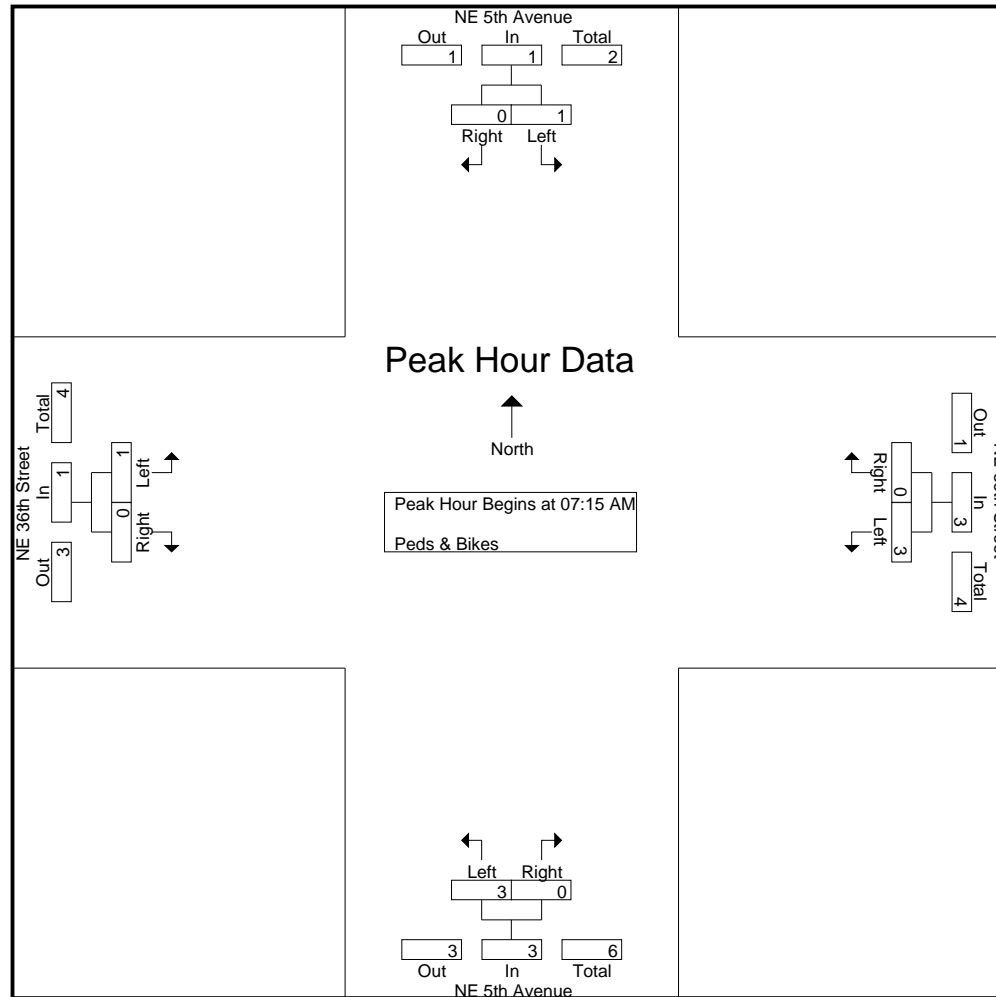 NE 5th Avenue
Out In Total
1 1 2
0 1
Right Left
Peak Hour Data
North
Peak Hour Begins at 07:15 AM
Peds & Bikes
NE 36th Street
Out In Total
3 1 4
Right Left
0 1
Out In Total
1 3 4
Right Left
0 3
Left Right
3 0
3 3 6
Out In Total
NE 5th Avenue